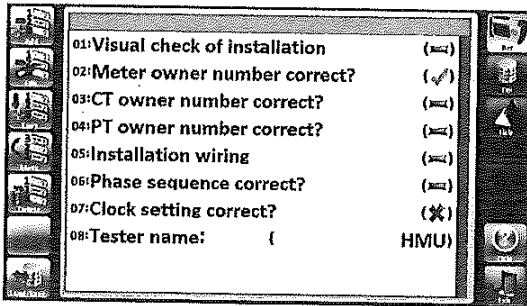 01:Visual check of installation (—)
02:Meter owner number correct? (✓)
03:CT owner number correct? (—)
04:PT owner number correct? (—)
05:Installation wiring (—)
06:Phase sequence correct? (—)
07:Clock setting correct? (✗)
08:Tester name: ( HMU)